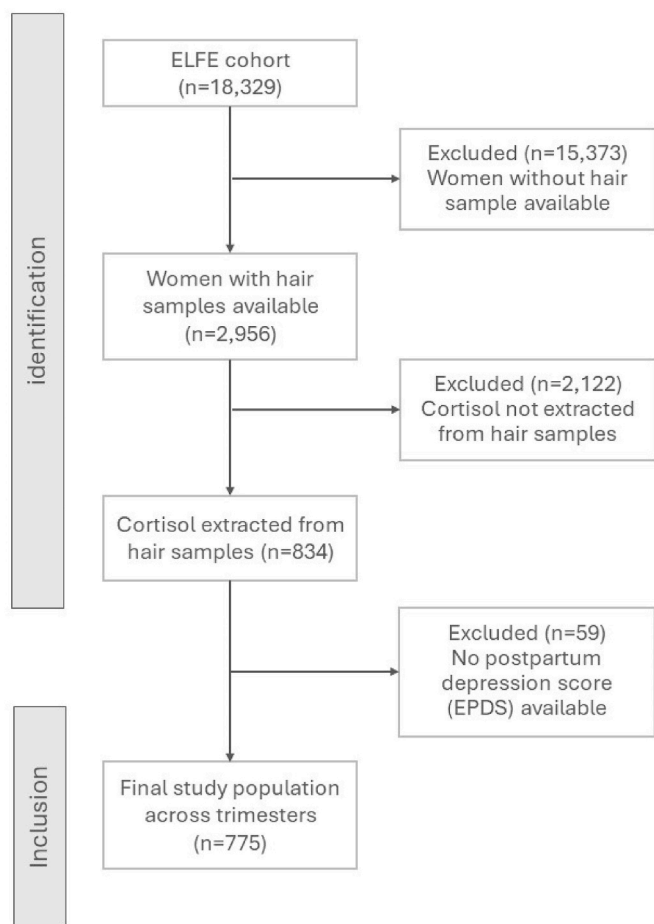 ELFE cohort
(n=18,329)
Excluded (n=15,373)
Women without hair
sample available
identification
Women with hair
samples available
(n=2,956)
Excluded (n=2,122)
Cortisol not extracted
from hair samples
Cortisol extracted from
hair samples (n=834)
Excluded (n=59)
No postpartum
depression score
(EPDS) available
Inclusion
Final study population
across trimesters
(n=775)